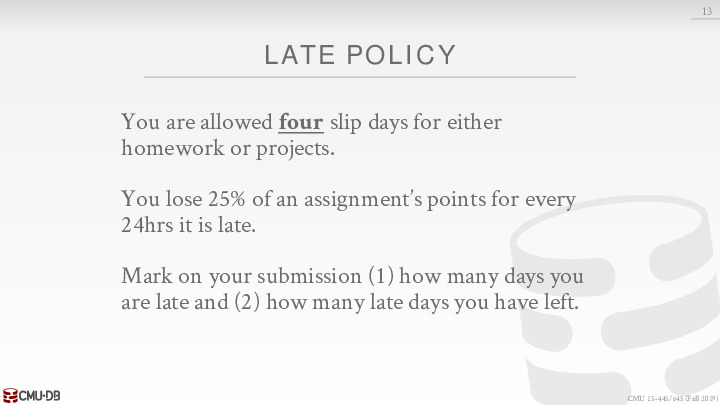 13
LATE POLICY
You are allowed four slip days for either
homework or projects.
You lose 25% of an assignment’s points for every
24hrs it is late.
Mark on your submission (1) how many days you
are late and (2) how many late days you have left.
CMU·DB
CMU 15-445/645 (Fall 2019)